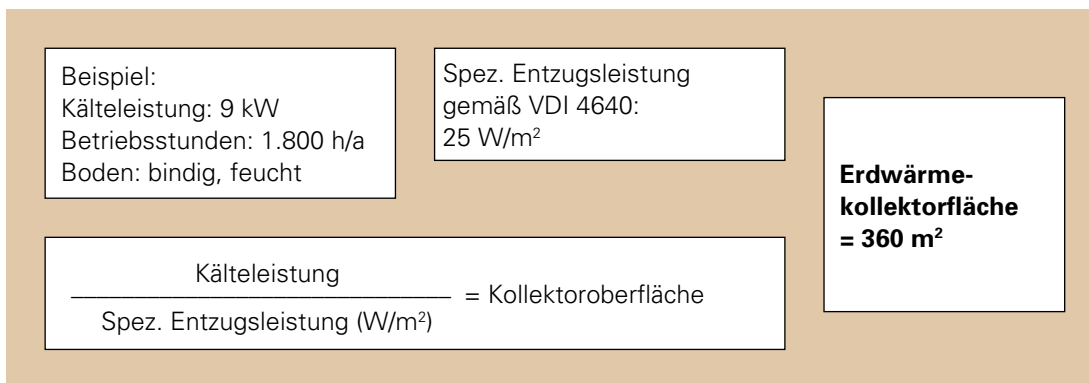 Beispiel:
Kälteleistung: 9 kW
Betriebsstunden: 1.800 h/a
Boden: bindig, feucht
Spez. Entzugsleistung
gemäß VDI 4640:
25 W/m²
Kälteleistung
Spez. Entzugsleistung (W/m²)
= Kollektoroberfläche
Erdwärme-
kollektorfläche
= 360 m²